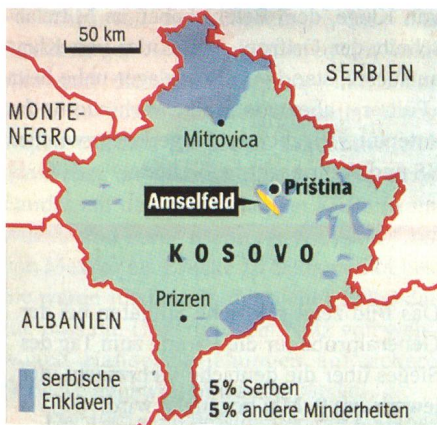 50 km
SERBIEN
MONTE-
NEGRO
Mitrovica
Priština
Amselfeld
KOSOVO
Prizren
ALBANIEN
serbische
Enklaven
5% Serben
5% andere Minderheiten